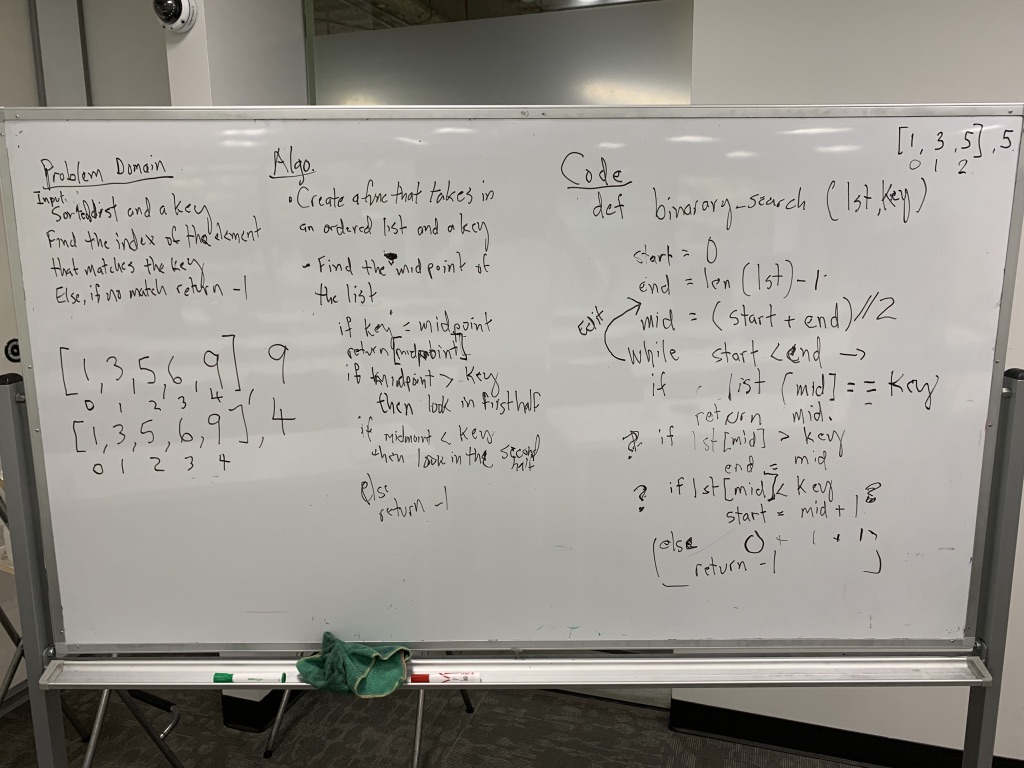 Problem Domain
Input:
Sorted list and a key
Find the index of the element
that matches the key
Else, if no match return -1
[1, 3, 5, 6, 9], 9
0 1 2 3 4
[1, 3, 5, 6, 9], 4
0 1 2 3 4
Algo.
• Create a func that takes in
an ordered list and a key
- Find the midpoint of
the list
if key = midpoint
return [midpoint]
if midpoint > key
then look in first half
if midpoint < key
then look in the second
half
else
return -1
[1, 3, 5], 5
0 1 2
Code
def binarary_search (lst, key)
start = 0
end = len (lst) - 1
mid = (start + end) // 2
Edit
while start < end →
if list [mid] == key
return mid.
? if lst[mid] > key
end = mid
? if lst[mid] < key ?
start = mid + 1
(else 0 + 1 + 1
return -1 )